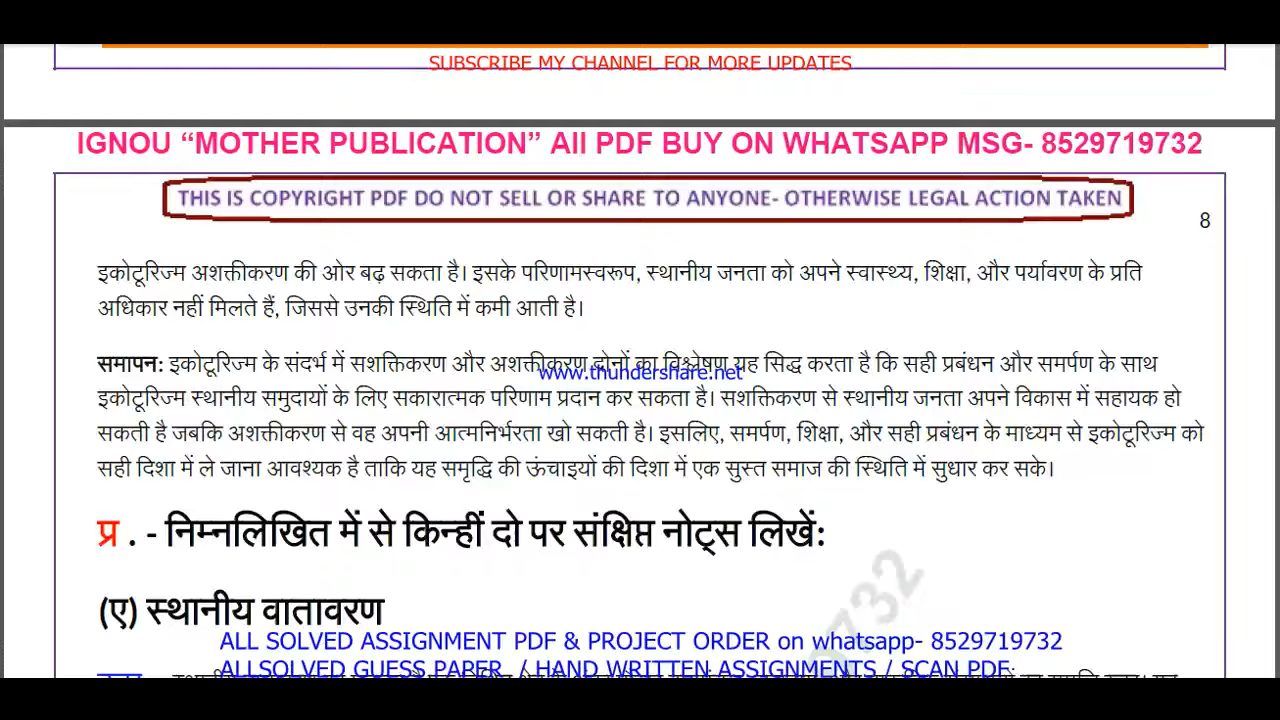 SUBSCRIBE MY CHANNEL FOR MORE UPDATES
IGNOU “MOTHER PUBLICATION” All PDF BUY ON WHATSAPP MSG- 8529719732
THIS IS COPYRIGHT PDF DO NOT SELL OR SHARE TO ANYONE- OTHERWISE LEGAL ACTION TAKEN
8
इकोटूरिज्म अशक्तीकरण की ओर बढ़ सकता है। इसके परिणामस्वरूप, स्थानीय जनता को अपने स्वास्थ्य, शिक्षा, और पर्यावरण के प्रति
अधिकार नहीं मिलते हैं, जिससे उनकी स्थिति में कमी आती है।
समापन: इकोटूरिज्म के संदर्भ में सशक्तिकरण और अशक्तीकरण दोनों का विश्लेषण यह सिद्ध करता है कि सही प्रबंधन और समर्पण के साथ
www.thundershare.net
इकोटूरिज्म स्थानीय समुदायों के लिए सकारात्मक परिणाम प्रदान कर सकता है। सशक्तिकरण से स्थानीय जनता अपने विकास में सहायक हो
सकती है जबकि अशक्तीकरण से वह अपनी आत्मनिर्भरता खो सकती है। इसलिए, समर्पण, शिक्षा, और सही प्रबंधन के माध्यम से इकोटूरिज्म को
सही दिशा में ले जाना आवश्यक है ताकि यह समृद्धि की ऊंचाइयों की दिशा में एक सुस्त समाज की स्थिति में सुधार कर सके।
प्र . - निम्नलिखित में से किन्हीं दो पर संक्षिप्त नोट्स लिखें:
(ए) स्थानीय वातावरण
ALL SOLVED ASSIGNMENT PDF & PROJECT ORDER on whatsapp- 8529719732
ALLSOLVED GUESS PAPER / HAND WRITTEN ASSIGNMENTS / SCAN PDF